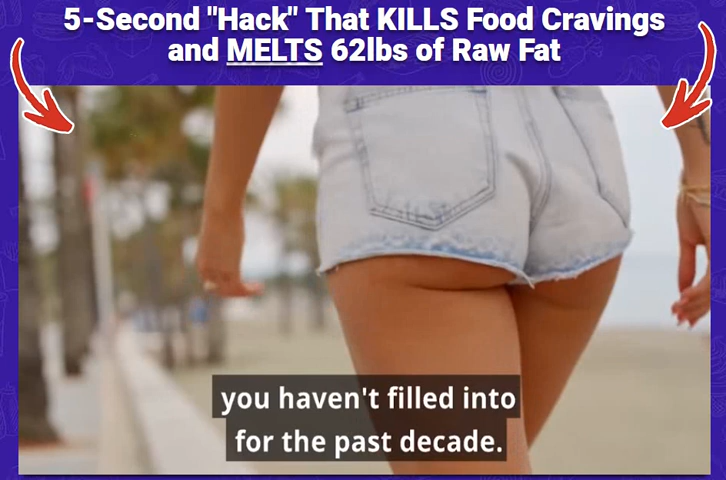 5-Second "Hack" That KILLS Food Cravings
and MELTS 62lbs of Raw Fat
you haven't filled into
for the past decade.